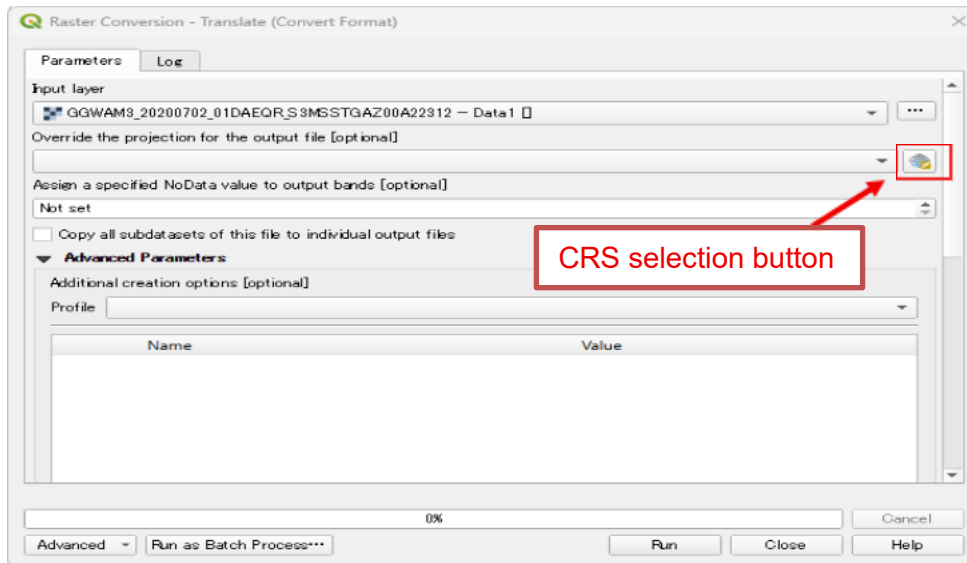 Raster Conversion - Translate (Convert Format)
Parameters Log
Input layer
GGWAM3_20200702_01DAEQR_S3MSSTGAZ00A22312 — Data1 []
Override the projection for the output file [optional]
Assign a specified NoData value to output bands [optional]
Not set
Copy all subdatasets of this file to individual output files
CRS selection button
Advanced Parameters
Additional creation options [optional]
Profile
Name Value
0% Cancel
Advanced Run as Batch Process… Run Close Help